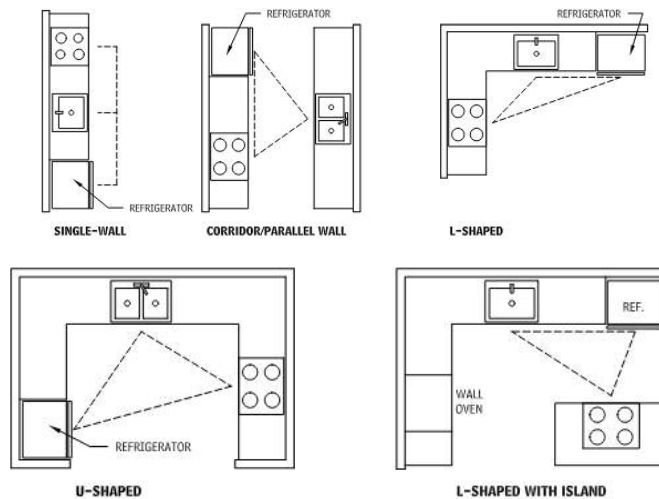 REFRIGERATOR
REFRIGERATOR
REFRIGERATOR
SINGLE-WALL
CORRIDOR/PARALLEL WALL
L-SHAPED
REFRIGERATOR
U-SHAPED
REF.
WALL
OVEN
L-SHAPED WITH ISLAND